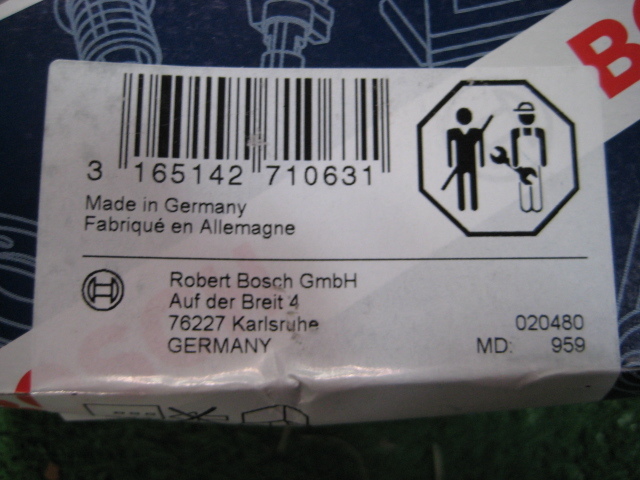 3 165142 710631
Made in Germany
Fabriqué en Allemagne
Robert Bosch GmbH
Auf der Breit 4
76227 Karlsruhe
GERMANY
020480
MD: 959